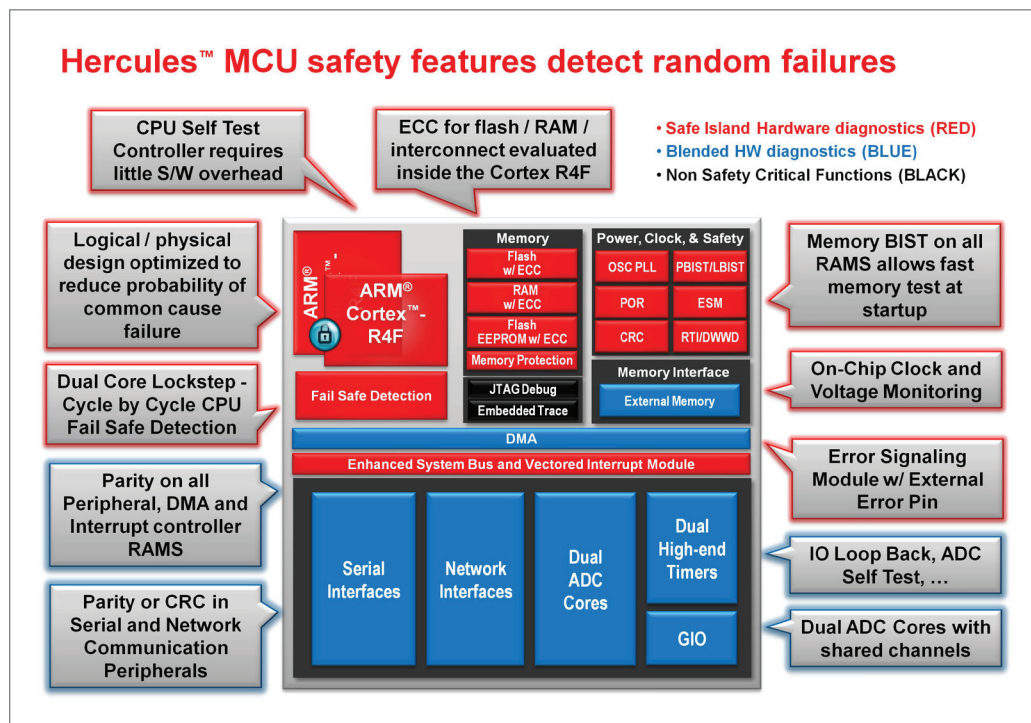 Hercules™ MCU safety features detect random failures
CPU Self Test
Controller requires
little S/W overhead
ECC for flash / RAM /
interconnect evaluated
inside the Cortex R4F
• Safe Island Hardware diagnostics (RED)
• Blended HW diagnostics (BLUE)
• Non Safety Critical Functions (BLACK)
Logical / physical
design optimized to
reduce probability of
common cause
failure
Dual Core Lockstep -
Cycle by Cycle CPU
Fail Safe Detection
Parity on all
Peripheral, DMA and
Interrupt controller
RAMS
Parity or CRC in
Serial and Network
Communication
Peripherals
ARM®
™-
ARM®
Cortex™-
R4F
Fail Safe Detection
Memory
Flash
w/ ECC
RAM
w/ ECC
Flash
EEPROM w/ ECC
Memory Protection
JTAG Debug
Embedded Trace
Power, Clock, & Safety
OSC PLL
PBIST/LBIST
POR
ESM
CRC
RTI/DWWD
Memory Interface
External Memory
DMA
Enhanced System Bus and Vectored Interrupt Module
Serial
Interfaces
Network
Interfaces
Dual
ADC
Cores
Dual
High-end
Timers
GIO
Memory BIST on all
RAMS allows fast
memory test at
startup
On-Chip Clock and
Voltage Monitoring
Error Signaling
Module w/ External
Error Pin
IO Loop Back, ADC
Self Test, …
Dual ADC Cores with
shared channels